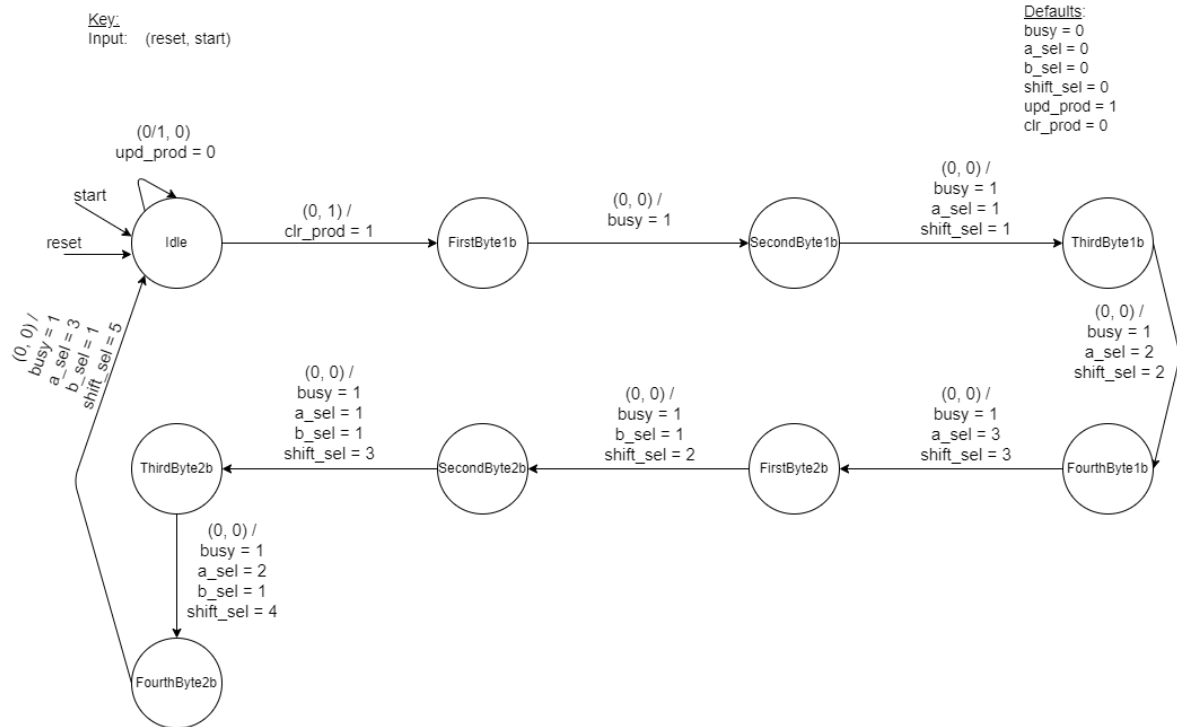 Key:
Input: (reset, start)
Defaults:
busy = 0
a_sel = 0
b_sel = 0
shift_sel = 0
upd_prod = 1
clr_prod = 0
(0/1, 0)
upd_prod = 0
start
reset
Idle
(0, 1) /
clr_prod = 1
FirstByte1b
(0, 0) /
busy = 1
SecondByte1b
(0, 0) /
busy = 1
a_sel = 1
shift_sel = 1
ThirdByte1b
(0, 0) /
busy = 1
a_sel = 2
shift_sel = 2
FourthByte1b
(0, 0) /
busy = 1
a_sel = 3
shift_sel = 3
FirstByte2b
(0, 0) /
busy = 1
b_sel = 1
shift_sel = 2
SecondByte2b
(0, 0) /
busy = 1
a_sel = 1
b_sel = 1
shift_sel = 3
ThirdByte2b
(0, 0) /
busy = 1
a_sel = 2
b_sel = 1
shift_sel = 4
FourthByte2b
(0, 0) /
busy = 1
a_sel = 3
b_sel = 1
shift_sel = 5